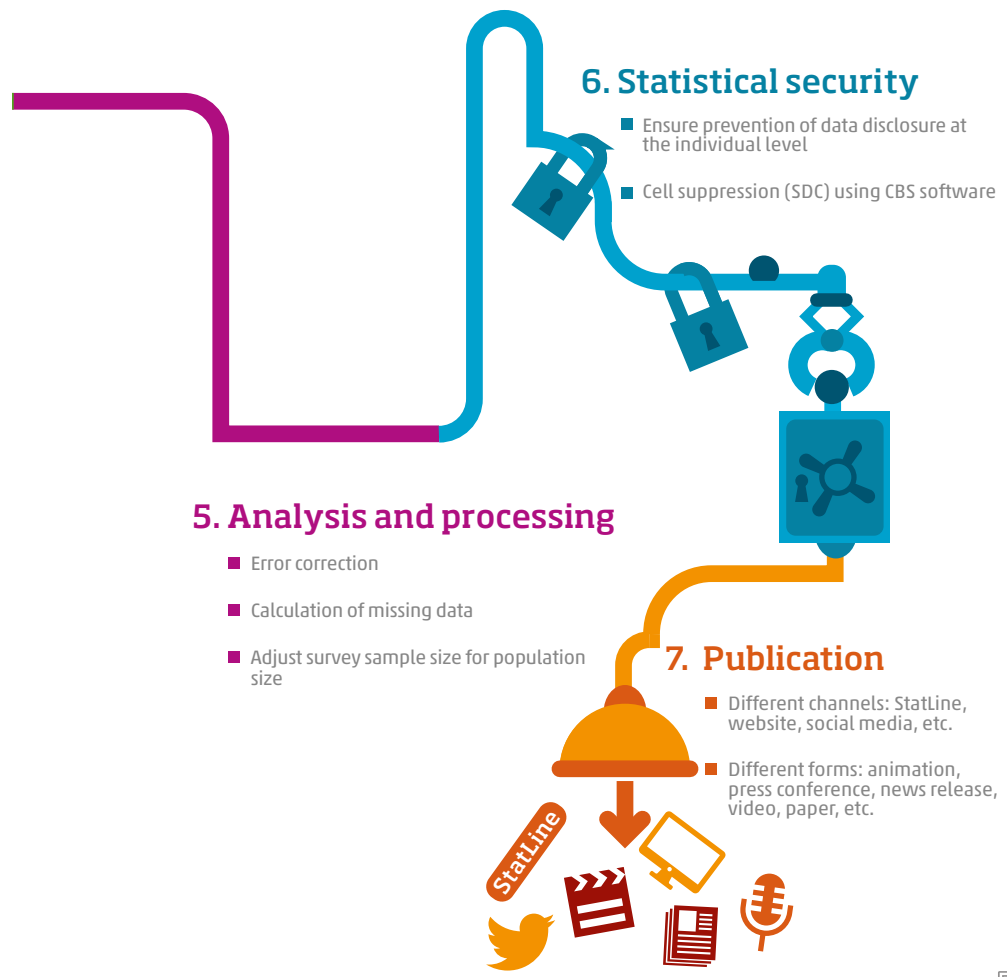 6. Statistical security
Ensure prevention of data disclosure at
the individual level
Cell suppression (SDC) using CBS software
5. Analysis and processing
Error correction
Calculation of missing data
Adjust survey sample size for population
size
7. Publication
Different channels: StatLine,
website, social media, etc.
Different forms: animation,
press conference, news release,
video, paper, etc.
StatLine